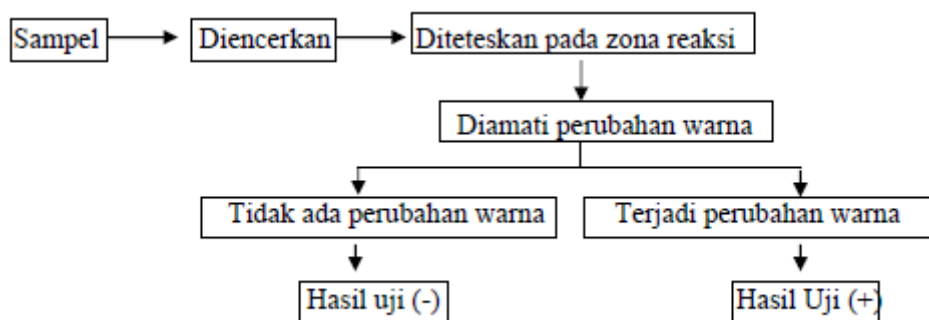 Sampel
Diencerkan
Diteteskan pada zona reaksi
Diamati perubahan warna
Tidak ada perubahan warna
Terjadi perubahan warna
Hasil uji (-)
Hasil Uji (+)